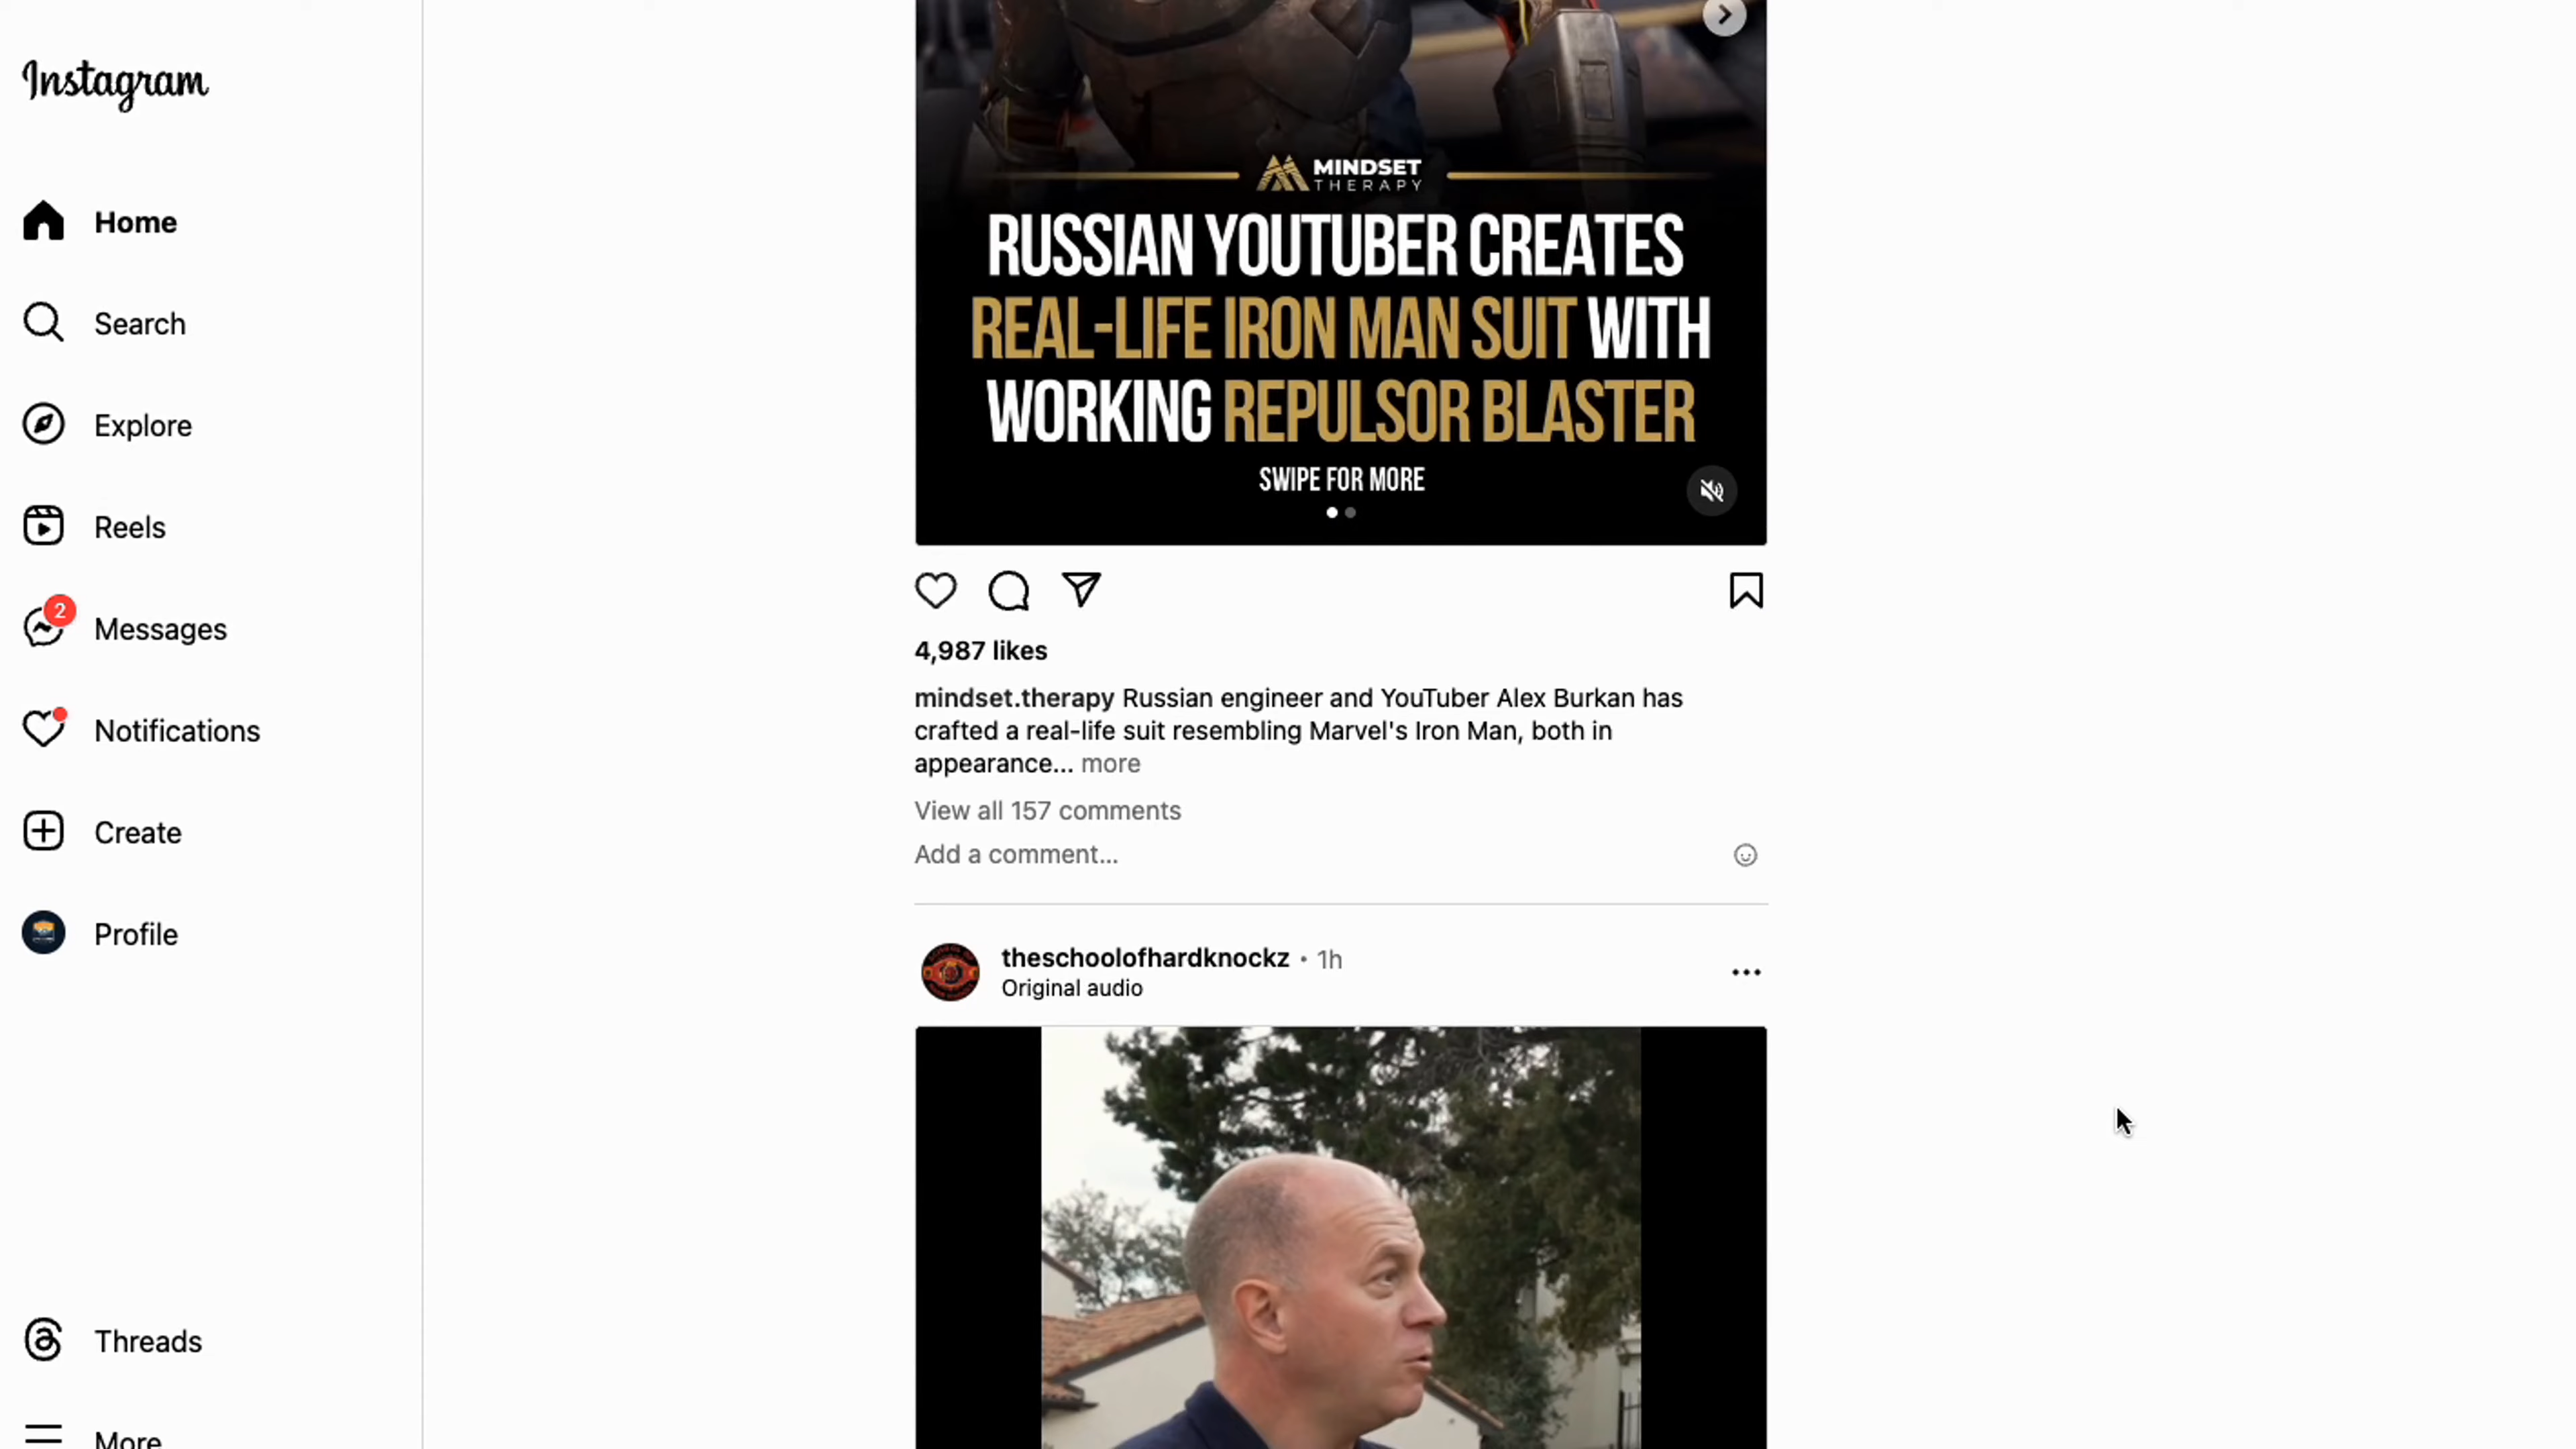 Instagram
Home
Search
Explore
Reels
2
Messages
Notifications
Create
Profile
Threads
More
MINDSET
THERAPY
RUSSIAN YOUTUBER CREATES
REAL-LIFE IRON MAN SUIT WITH
WORKING REPULSOR BLASTER
SWIPE FOR MORE
4,987 likes
mindset.therapy Russian engineer and YouTuber Alex Burkan has
crafted a real-life suit resembling Marvel's Iron Man, both in
appearance... more
View all 157 comments
Add a comment...
theschoolofhardknockz • 1h
Original audio